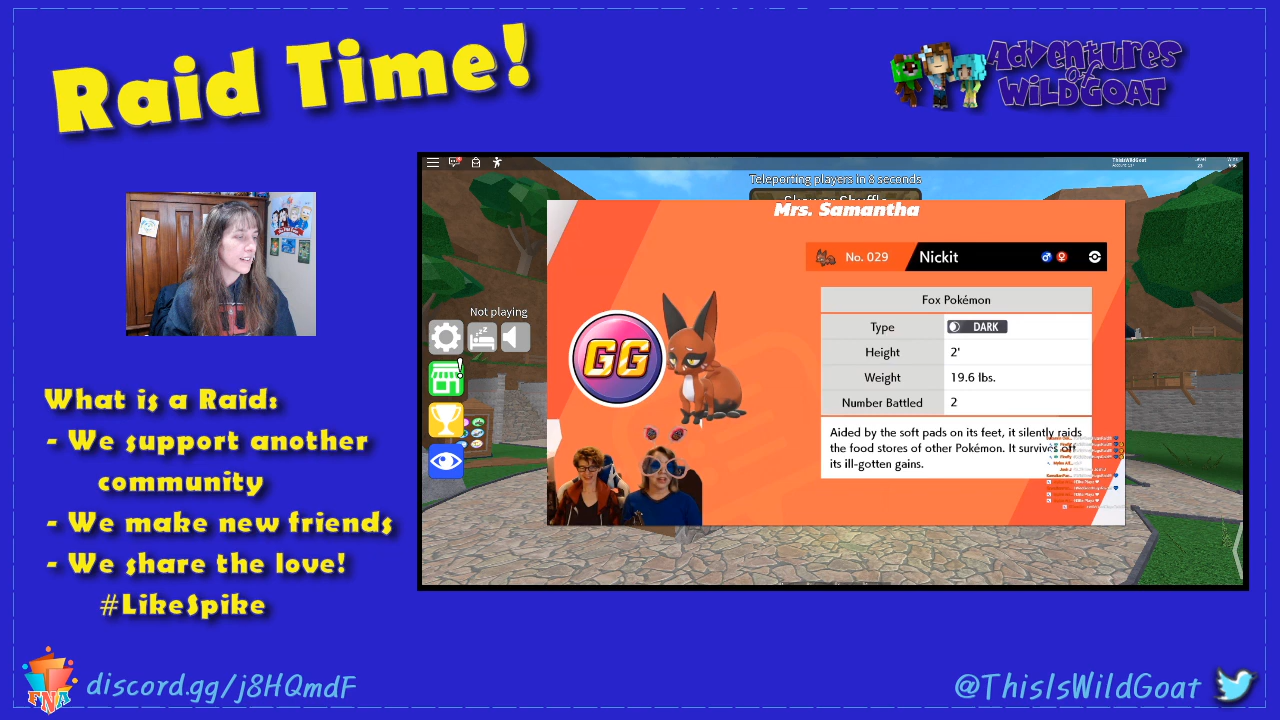 Raid Time!
Adventures
of
WildGoat
ThisIsWildGoat
Teleporting players in 8 seconds
Mrs. Samantha
No. 029
Nickit
Fox Pokémon
Type
DARK
Height
2'
Weight
19.6 lbs.
Number Battled
2
Aided by the soft pads on its feet, it silently raids
the food stores of other Pokémon. It survives off
its ill-gotten gains.
Not playing
GG
What is a Raid:
- We support another
community
- We make new friends
- We share the love!
#LikeSpike
FNA
discord.gg/j8HQmdF
@ThisIsWildGoat